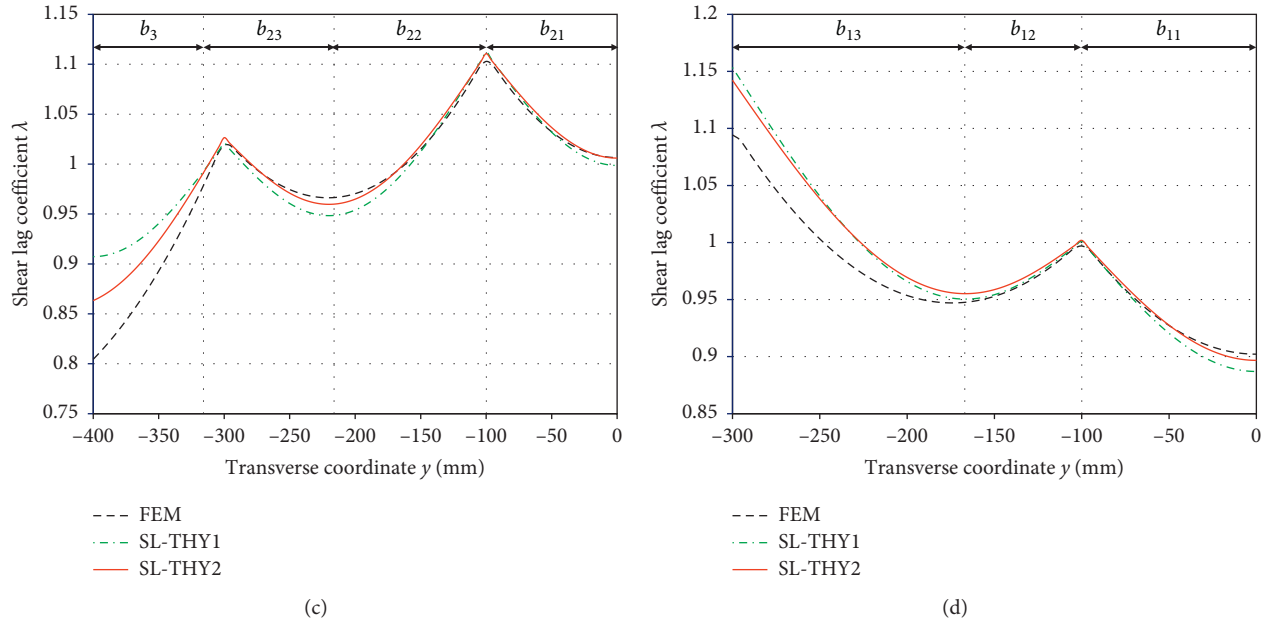 b3 b23 b22 b21
1.15
1.1
1.05
1
0.95
0.9
0.85
0.8
0.75
Shear lag coefficient λ
–400 –350 –300 –250 –200 –150 –100 –50 0
Transverse coordinate y (mm)
FEM
SL-THY1
SL-THY2
(c)
b13 b12 b11
1.2
1.15
1.1
1.05
1
0.95
0.9
0.85
Shear lag coefficient λ
–300 –250 –200 –150 –100 –50 0
Transverse coordinate y (mm)
FEM
SL-THY1
SL-THY2
(d)